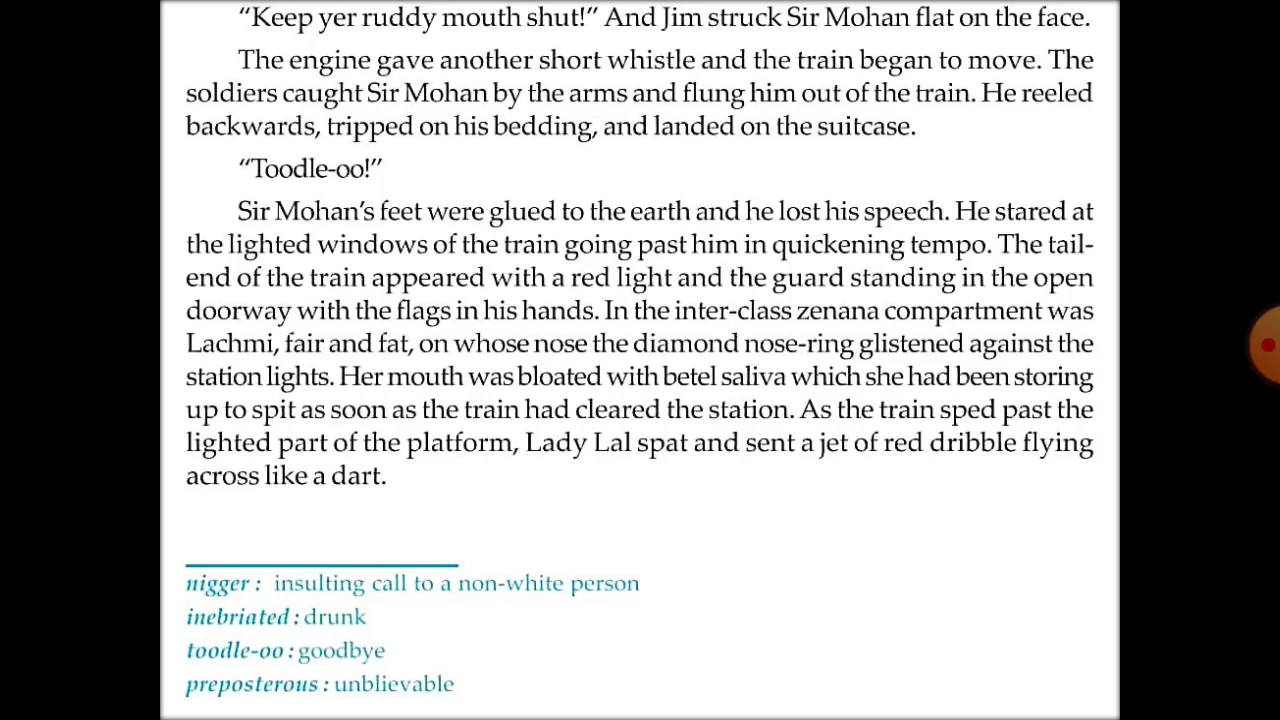 “Keep yer ruddy mouth shut!” And Jim struck Sir Mohan flat on the face.
The engine gave another short whistle and the train began to move. The
soldiers caught Sir Mohan by the arms and flung him out of the train. He reeled
backwards, tripped on his bedding, and landed on the suitcase.
“Toodle-oo!”
Sir Mohan’s feet were glued to the earth and he lost his speech. He stared at
the lighted windows of the train going past him in quickening tempo. The tail-
end of the train appeared with a red light and the guard standing in the open
doorway with the flags in his hands. In the inter-class zenana compartment was
Lachmi, fair and fat, on whose nose the diamond nose-ring glistened against the
station lights. Her mouth was bloated with betel saliva which she had been storing
up to spit as soon as the train had cleared the station. As the train sped past the
lighted part of the platform, Lady Lal spat and sent a jet of red dribble flying
across like a dart.
nigger : insulting call to a non-white person
inebriated : drunk
toodle-oo : goodbye
preposterous : unblievable